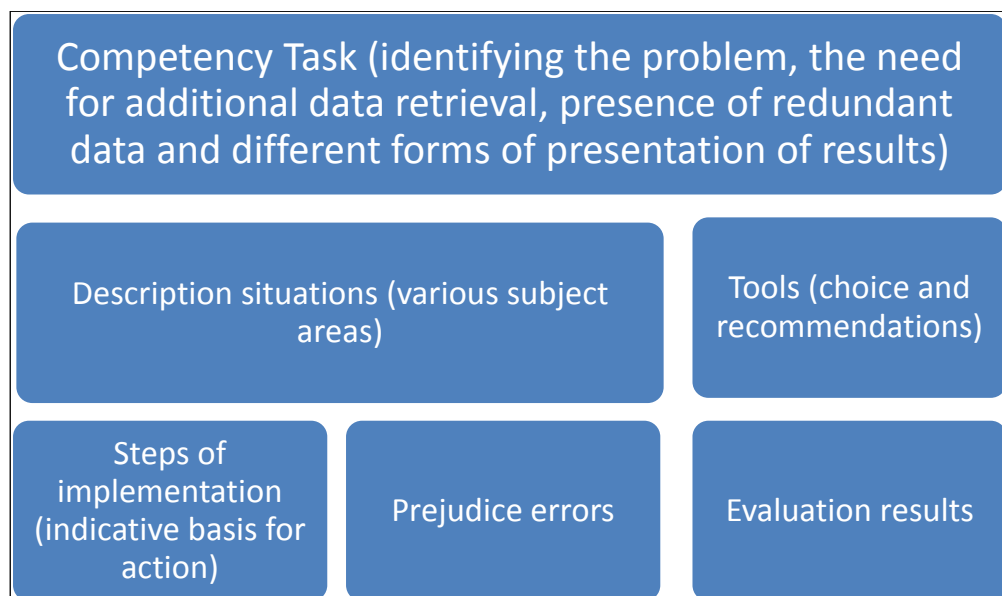 Competency Task (identifying the problem, the need
for additional data retrieval, presence of redundant
data and different forms of presentation of results)
Description situations (various subject
areas)
Tools (choice and
recommendations)
Steps of
implementation
(indicative basis for
action)
Prejudice errors
Evaluation results